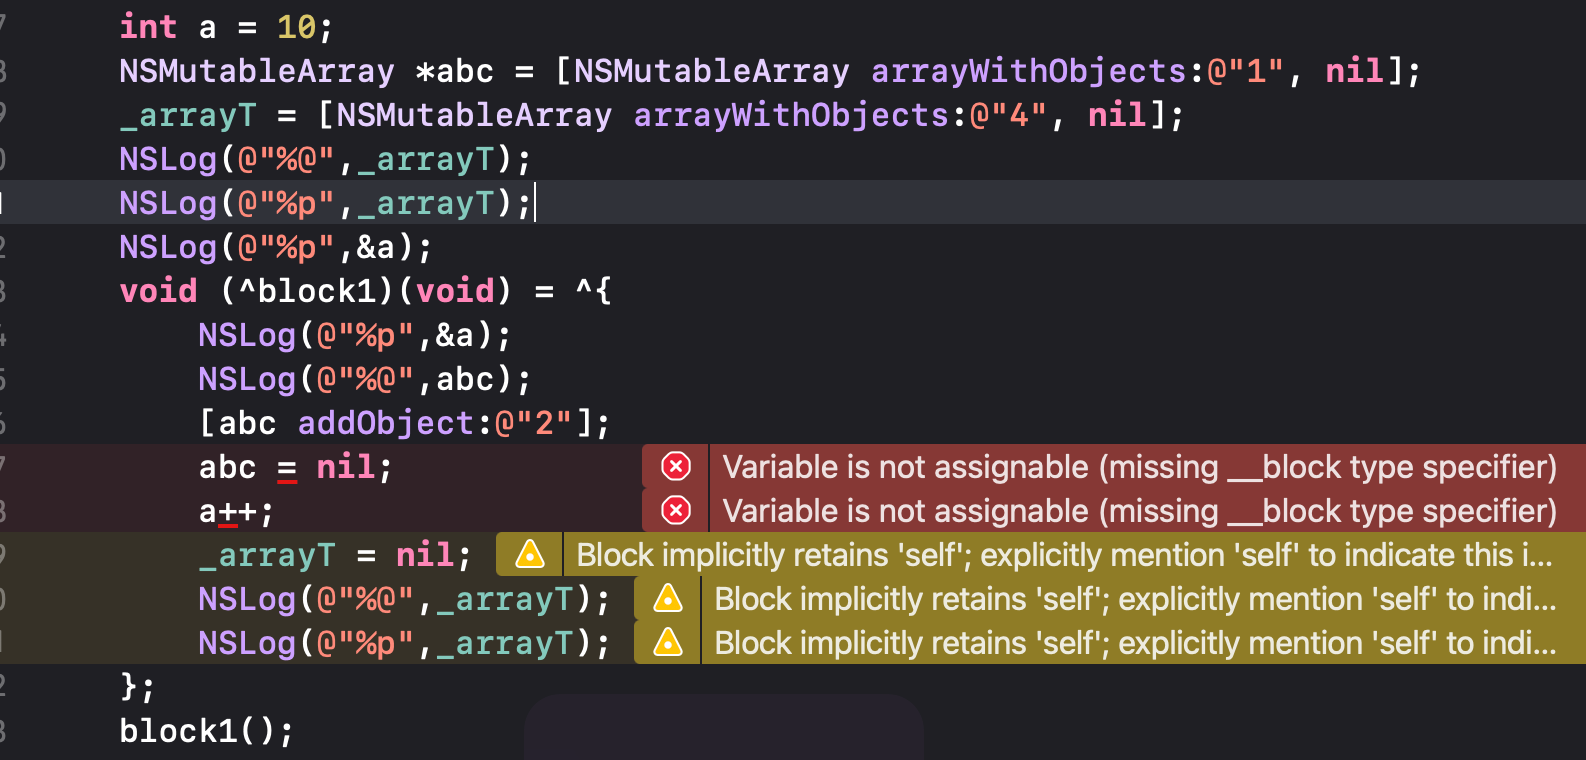 int a = 10;
NSMutableArray *abc = [NSMutableArray arrayWithObjects:@"1", nil];
_arrayT = [NSMutableArray arrayWithObjects:@"4", nil];
NSLog(@"%@",_arrayT);
NSLog(@"%p",_arrayT);
NSLog(@"%p",&a);
void (^block1)(void) = ^{
NSLog(@"%p",&a);
NSLog(@"%@",abc);
[abc addObject:@"2"];
abc = nil; Variable is not assignable (missing __block type specifier)
a++; Variable is not assignable (missing __block type specifier)
_arrayT = nil; Block implicitly retains 'self'; explicitly mention 'self' to indicate this i...
NSLog(@"%@",_arrayT); Block implicitly retains 'self'; explicitly mention 'self' to indi...
NSLog(@"%p",_arrayT); Block implicitly retains 'self'; explicitly mention 'self' to indi...
};
block1();